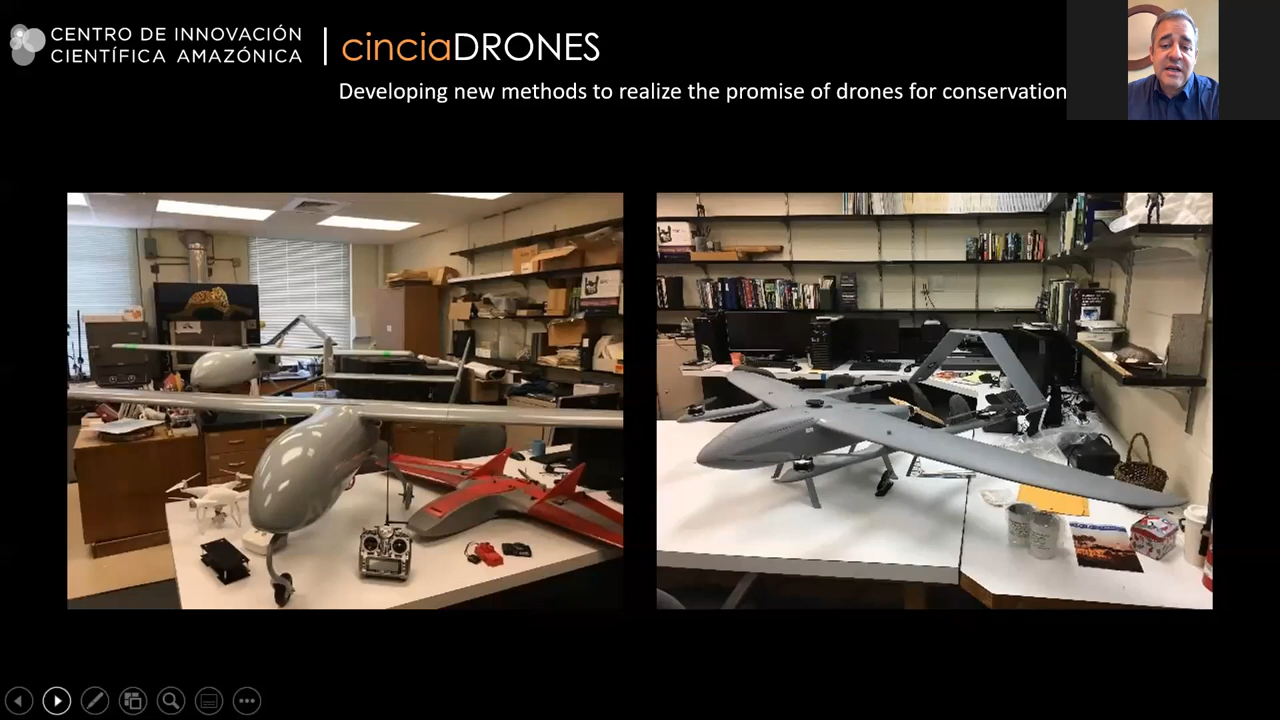 CENTRO DE INNOVACIÓN
CIENTÍFICA AMAZÓNICA
cinciaDRONES
Developing new methods to realize the promise of drones for conservation